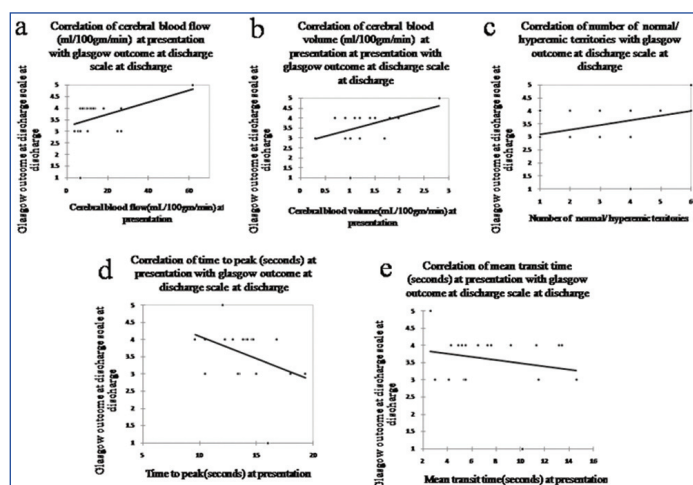 a
Correlation of cerebral blood flow
(ml/100gm/min) at presentation
with glasgow outcome at discharge
scale at discharge
Glasgow outcome at discharge scale at
discharge
5
4.5
4
3.5
3
2.5
2
1.5
1
0
20
40
60
Cerebral blood flow(mL/100gm/min) at
presentation
b
Correlation of cerebral blood
volume (ml/100gm/min) at
presentation at presentation with
glasgow outcome at discharge scale
at discharge
Glasgow outcome at discharge scale at
discharge
5
4.5
4
3.5
3
2.5
2
1.5
1
0
1
2
3
Cerebral blood volume(mL/100gm/min) at
presentation
c
Correlation of number of normal/
hyperemic territories with glasgow
outcome at discharge scale at
discharge
Glasgow outcome at discharge scale at
discharge
5
4.5
4
3.5
3
2.5
2
1.5
1
1
2
3
4
5
6
Number of normal/ hyperemic territories
d
Correlation of time to peak (seconds) at
presentation with glasgow outcome at
discharge scale at discharge
Glasgow outcome at discharge scale at
discharge
5
4.5
4
3.5
3
2.5
2
1.5
1
5
10
15
20
Time to peak(seconds) at presentation
e
Correlation of mean transit time
(seconds) at presentation with glasgow
outcome at discharge scale at discharge
Glasgow outcome at discharge scale at
discharge
5
4.5
4
3.5
3
2.5
2
1.5
1
2
4
6
8
10
12
14
16
Mean transit time(seconds) at presentation